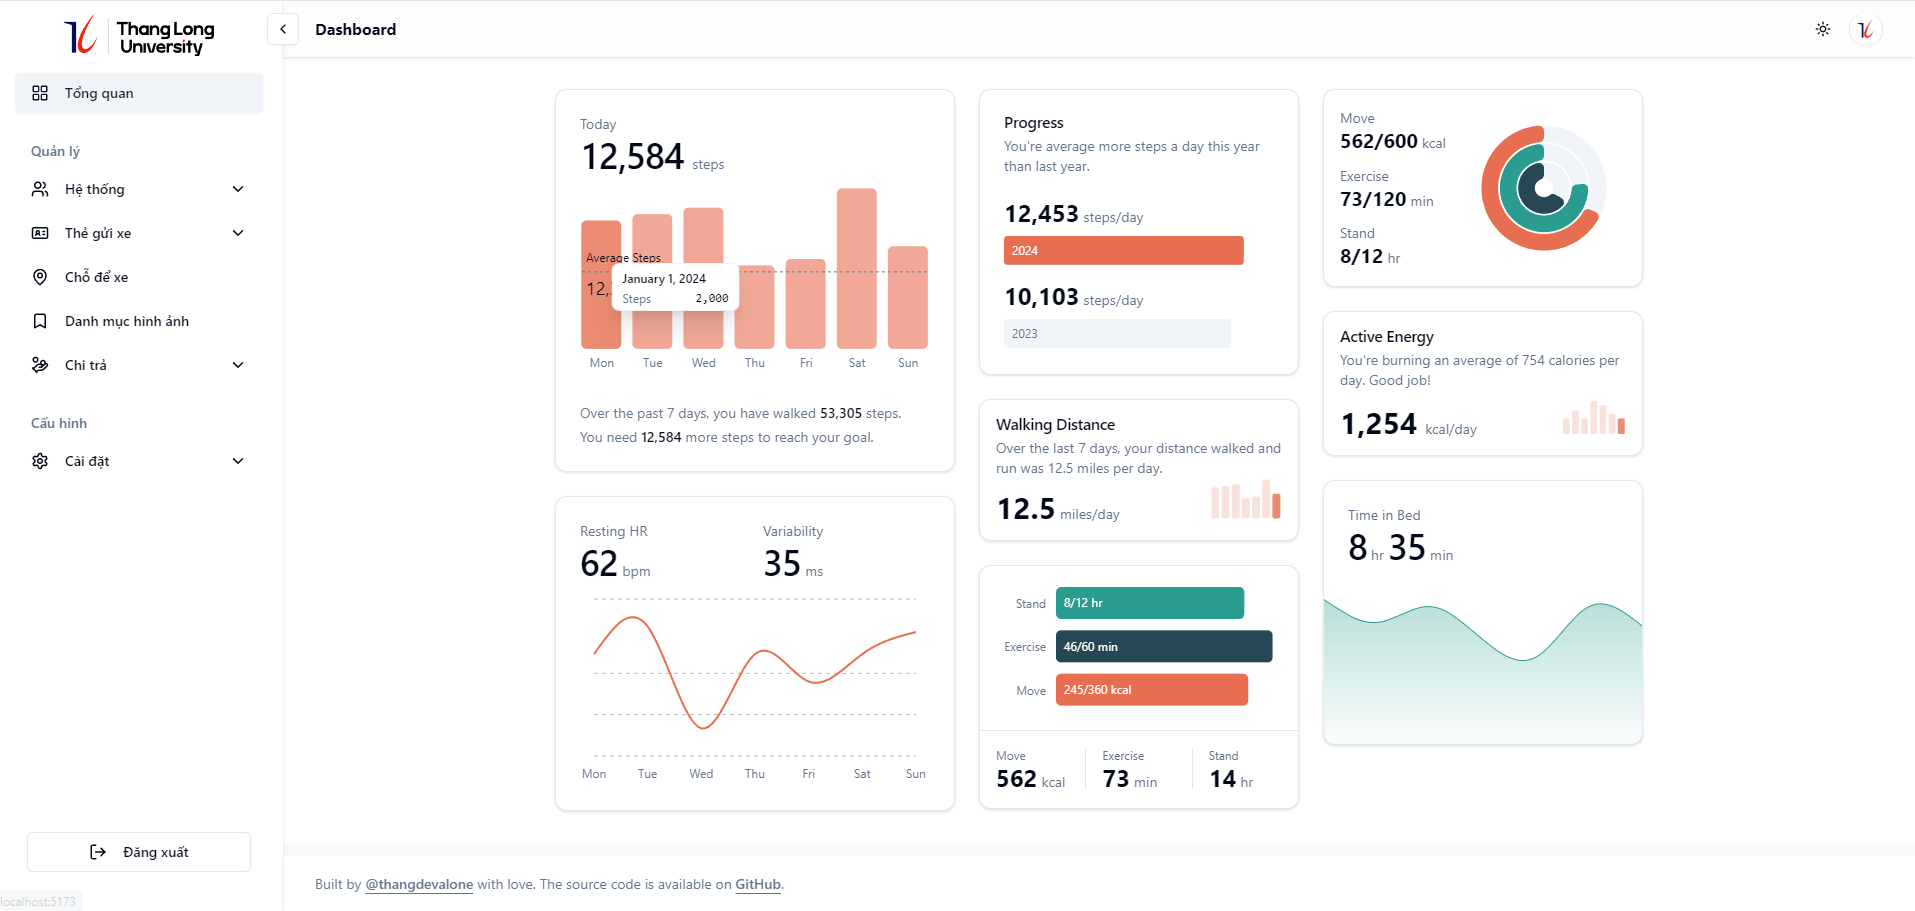 Thang Long
University
Dashboard
Tổng quan
Quản lý
Hệ thống
Thẻ gửi xe
Chỗ để xe
Danh mục hình ảnh
Chi trả
Cấu hình
Cài đặt
Đăng xuất
localhost:5173
Today
12,584 steps
Average Steps
12,
January 1, 2024
Steps 2,000
Mon Tue Wed Thu Fri Sat Sun
Over the past 7 days, you have walked 53,305 steps.
You need 12,584 more steps to reach your goal.
Resting HR
62 bpm
Variability
35 ms
Mon Tue Wed Thu Fri Sat Sun
Progress
You're average more steps a day this year
than last year.
12,453 steps/day
2024
10,103 steps/day
2023
Walking Distance
Over the last 7 days, your distance walked and
run was 12.5 miles per day.
12.5 miles/day
Stand 8/12 hr
Exercise 46/60 min
Move 245/360 kcal
Move
562 kcal
Exercise
73 min
Stand
14 hr
Move
562/600 kcal
Exercise
73/120 min
Stand
8/12 hr
Active Energy
You're burning an average of 754 calories per
day. Good job!
1,254 kcal/day
Time in Bed
8 hr 35 min
Built by @thangdevalone with love. The source code is available on GitHub.